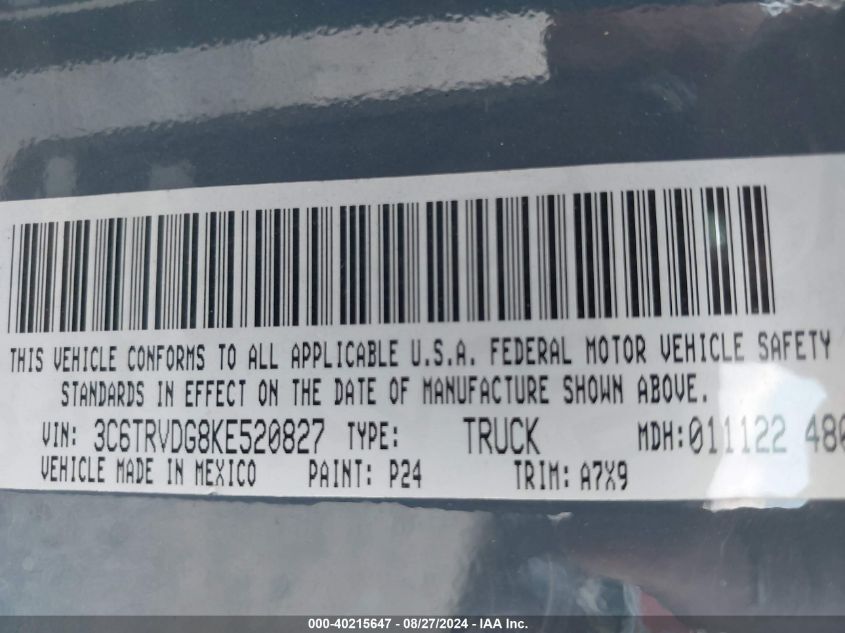 THIS VEHICLE CONFORMS TO ALL APPLICABLE U.S.A. FEDERAL MOTOR VEHICLE SAFETY
STANDARDS IN EFFECT ON THE DATE OF MANUFACTURE SHOWN ABOVE.
VIN: 3C6TRVDG8KE520827 TYPE: TRUCK MDH:011122 480
VEHICLE MADE IN MEXICO PAINT: P24 TRIM: A7X9
000-40215647 - 08/27/2024 - IAA Inc.